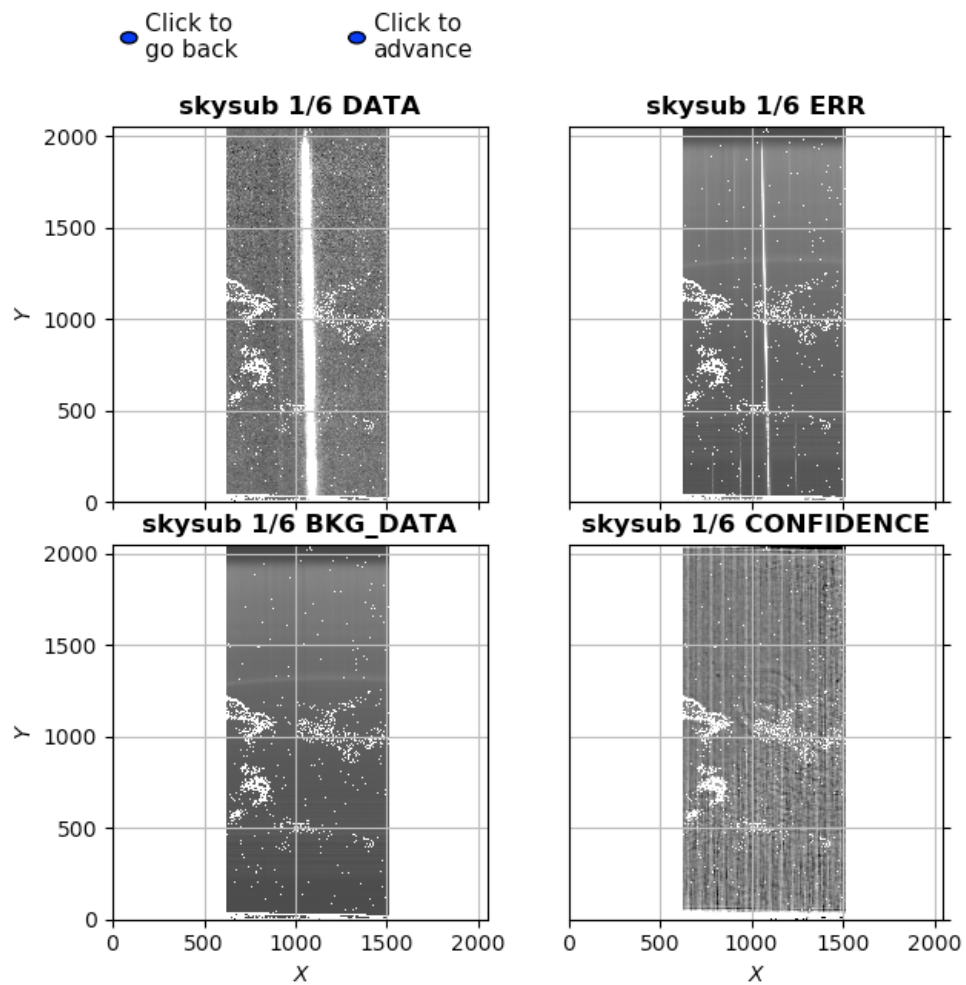 Click to
go back
Click to
advance
skysub 1/6 DATA
skysub 1/6 ERR
2000
1500
Y
1000
500
0
skysub 1/6 BKG_DATA
skysub 1/6 CONFIDENCE
2000
1500
Y
1000
500
0
0 500 1000 1500 2000
0 500 1000 1500 2000
X
X